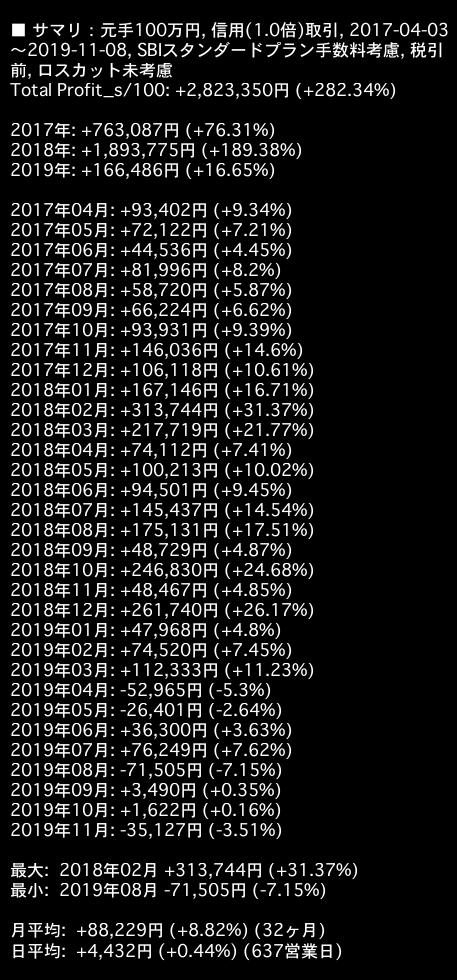 ■ サマリ : 元手100万円, 信用(1.0倍)取引, 2017-04-03
～2019-11-08, SBIスタンダードプラン手数料考慮, 税引
前, ロスカット未考慮
Total Profit_s/100: +2,823,350円 (+282.34%)
2017年: +763,087円 (+76.31%)
2018年: +1,893,775円 (+189.38%)
2019年: +166,486円 (+16.65%)
2017年04月: +93,402円 (+9.34%)
2017年05月: +72,122円 (+7.21%)
2017年06月: +44,536円 (+4.45%)
2017年07月: +81,996円 (+8.2%)
2017年08月: +58,720円 (+5.87%)
2017年09月: +66,224円 (+6.62%)
2017年10月: +93,931円 (+9.39%)
2017年11月: +146,036円 (+14.6%)
2017年12月: +106,118円 (+10.61%)
2018年01月: +167,146円 (+16.71%)
2018年02月: +313,744円 (+31.37%)
2018年03月: +217,719円 (+21.77%)
2018年04月: +74,112円 (+7.41%)
2018年05月: +100,213円 (+10.02%)
2018年06月: +94,501円 (+9.45%)
2018年07月: +145,437円 (+14.54%)
2018年08月: +175,131円 (+17.51%)
2018年09月: +48,729円 (+4.87%)
2018年10月: +246,830円 (+24.68%)
2018年11月: +48,467円 (+4.85%)
2018年12月: +261,740円 (+26.17%)
2019年01月: +47,968円 (+4.8%)
2019年02月: +74,520円 (+7.45%)
2019年03月: +112,333円 (+11.23%)
2019年04月: -52,965円 (-5.3%)
2019年05月: -26,401円 (-2.64%)
2019年06月: +36,300円 (+3.63%)
2019年07月: +76,249円 (+7.62%)
2019年08月: -71,505円 (-7.15%)
2019年09月: +3,490円 (+0.35%)
2019年10月: +1,622円 (+0.16%)
2019年11月: -35,127円 (-3.51%)
最大: 2018年02月 +313,744円 (+31.37%)
最小: 2019年08月 -71,505円 (-7.15%)
月平均: +88,229円 (+8.82%) (32ヶ月)
日平均: +4,432円 (+0.44%) (637営業日)